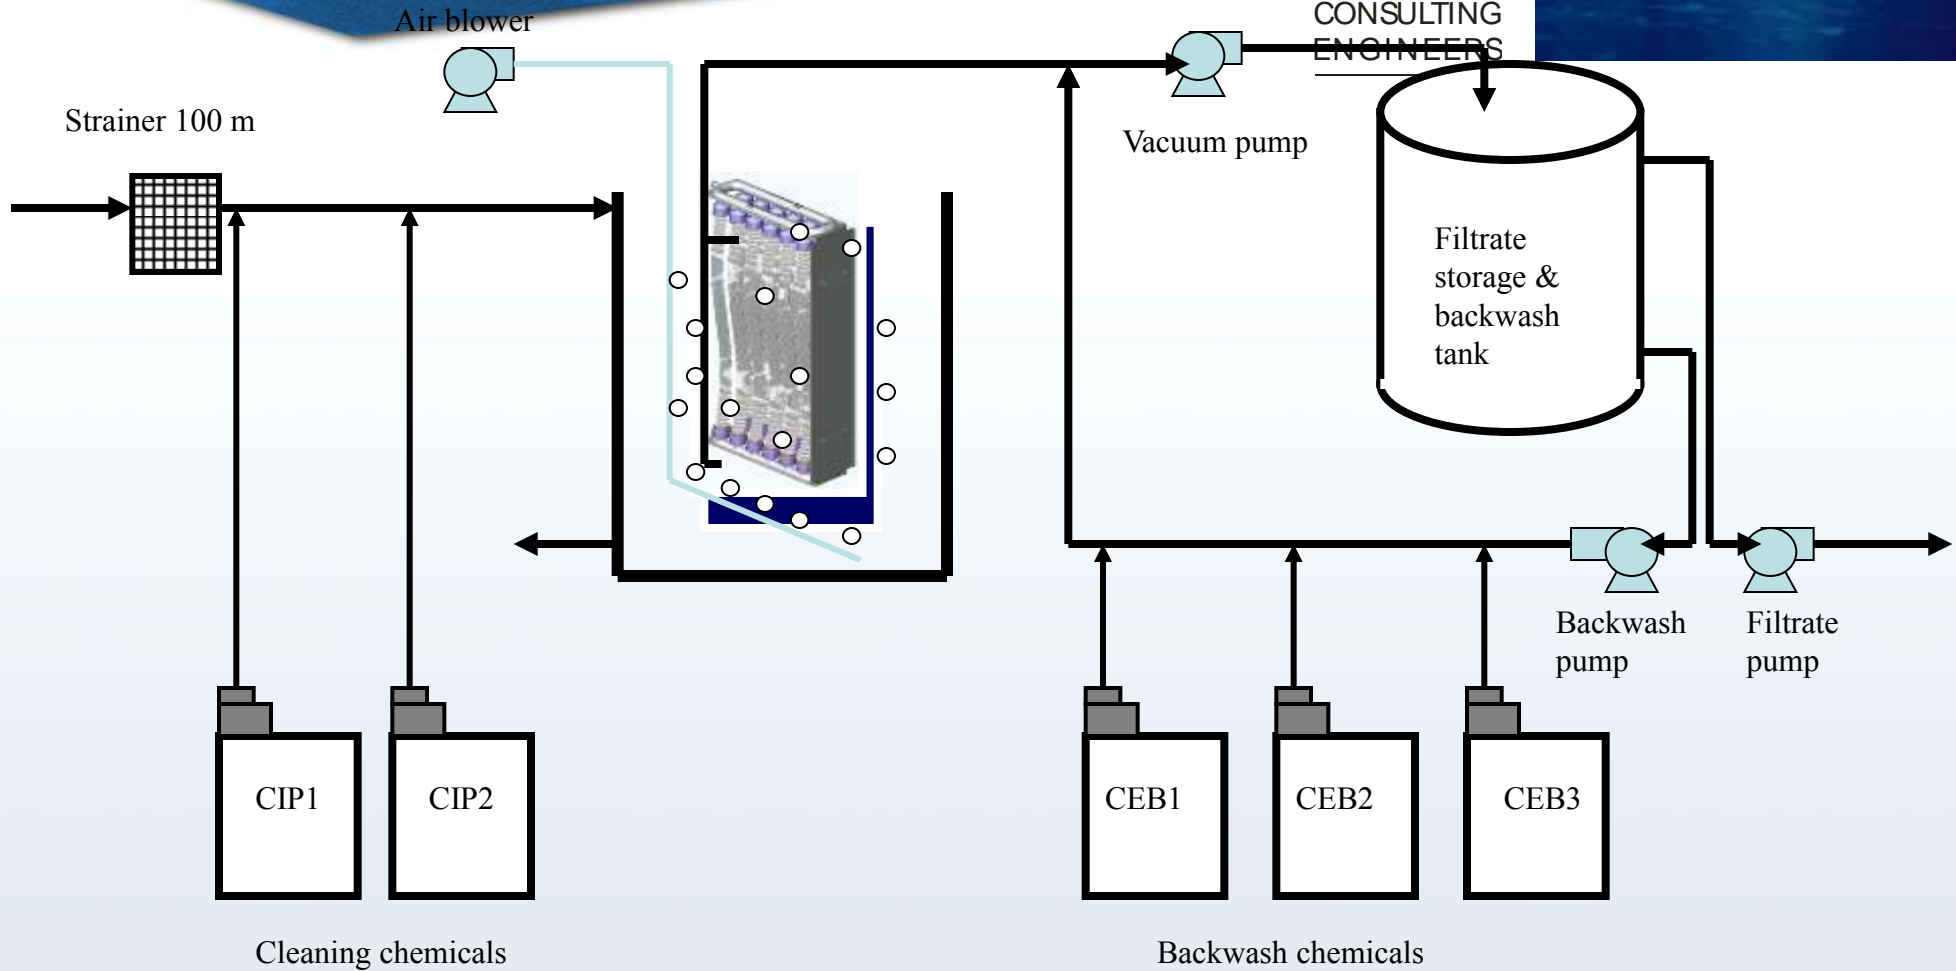 Air blower
CONSULTING
ENGINEERS
Strainer 100 m
Vacuum pump
Filtrate
storage &
backwash
tank
Backwash
pump
Filtrate
pump
CIP1
CIP2
CEB1
CEB2
CEB3
Cleaning chemicals
Backwash chemicals